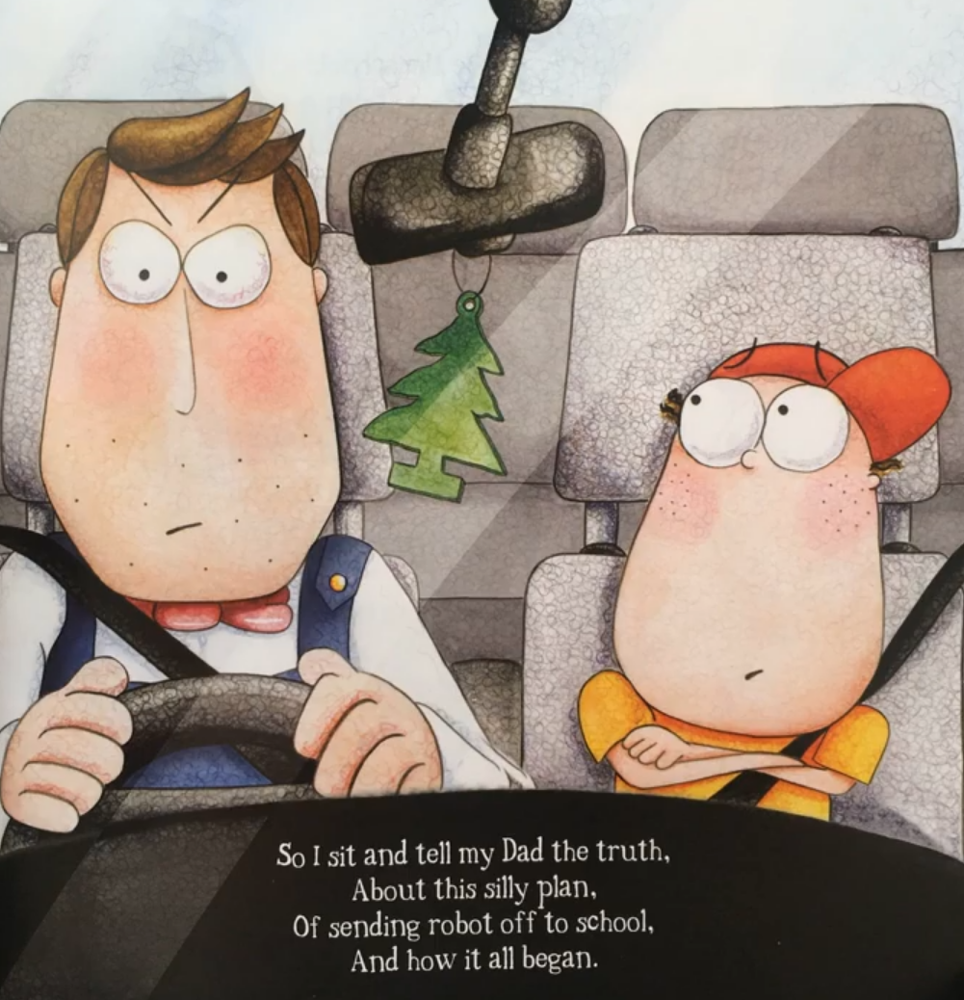 So I sit and tell my Dad the truth,
About this silly plan,
Of sending robot off to school,
And how it all began.